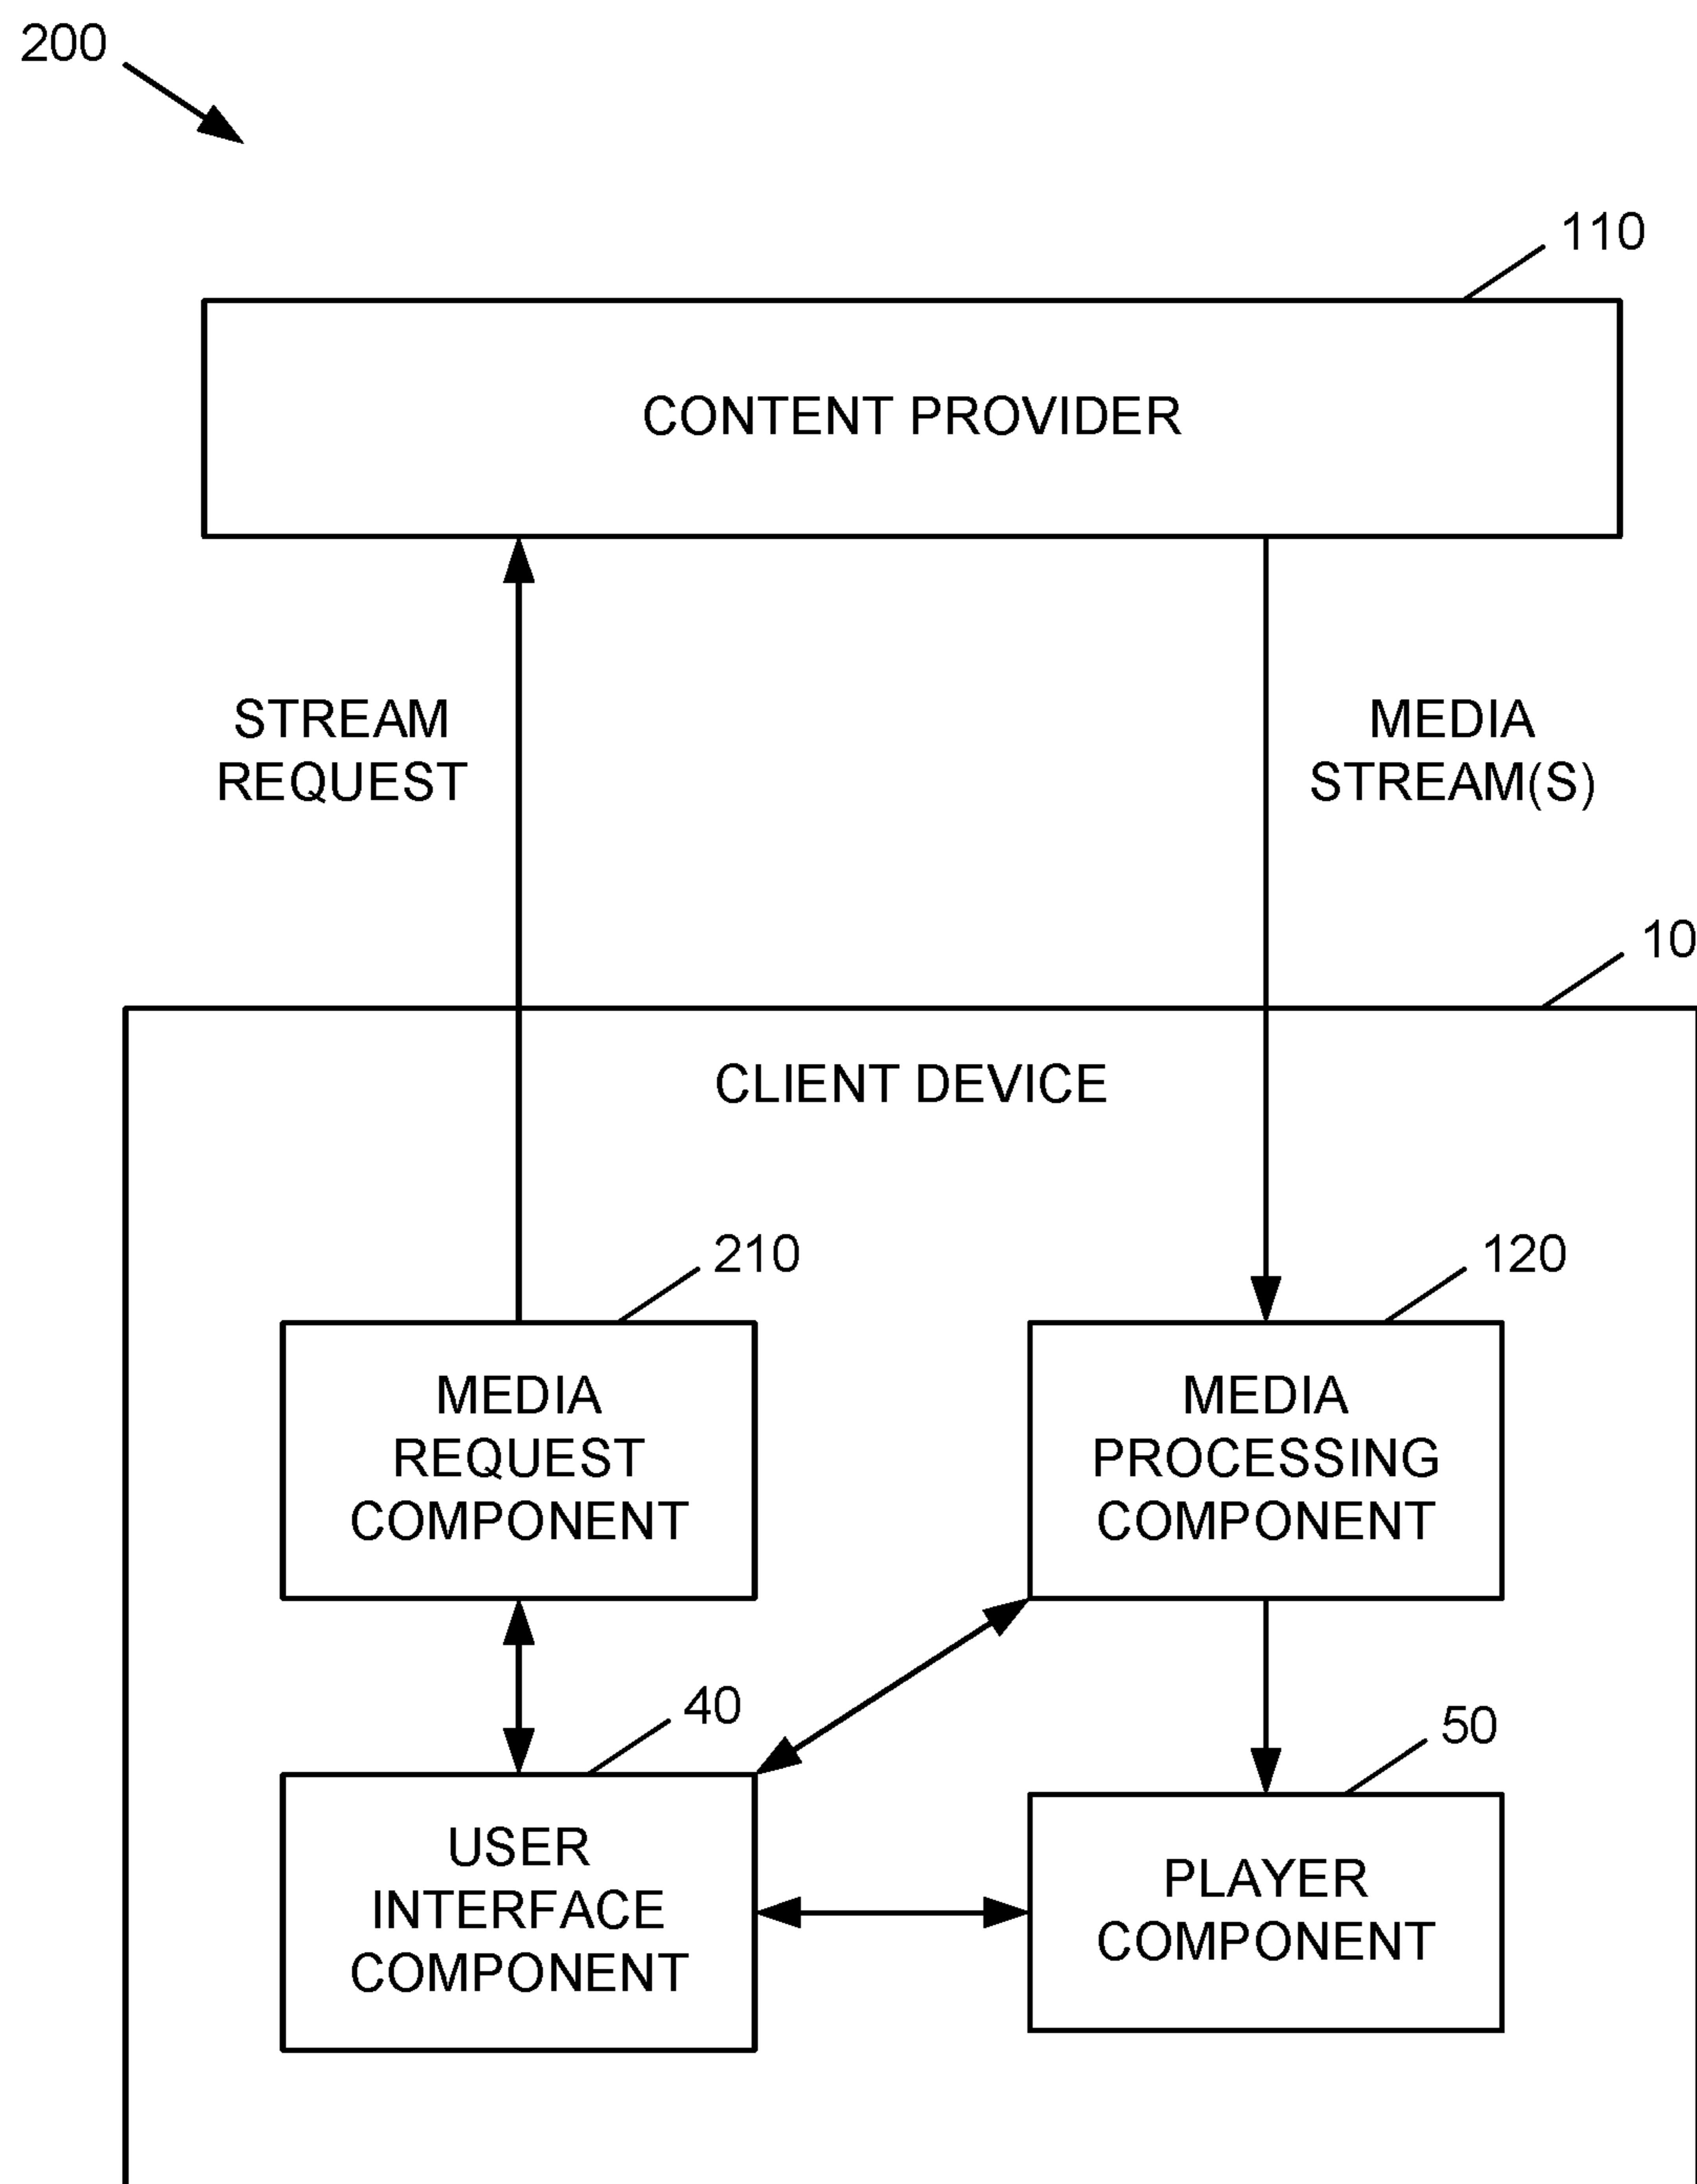 200
110
CONTENT PROVIDER
STREAM
REQUEST
MEDIA
STREAM(S)
10
CLIENT DEVICE
210
120
MEDIA
REQUEST
COMPONENT
MEDIA
PROCESSING
COMPONENT
40
50
USER
INTERFACE
COMPONENT
PLAYER
COMPONENT